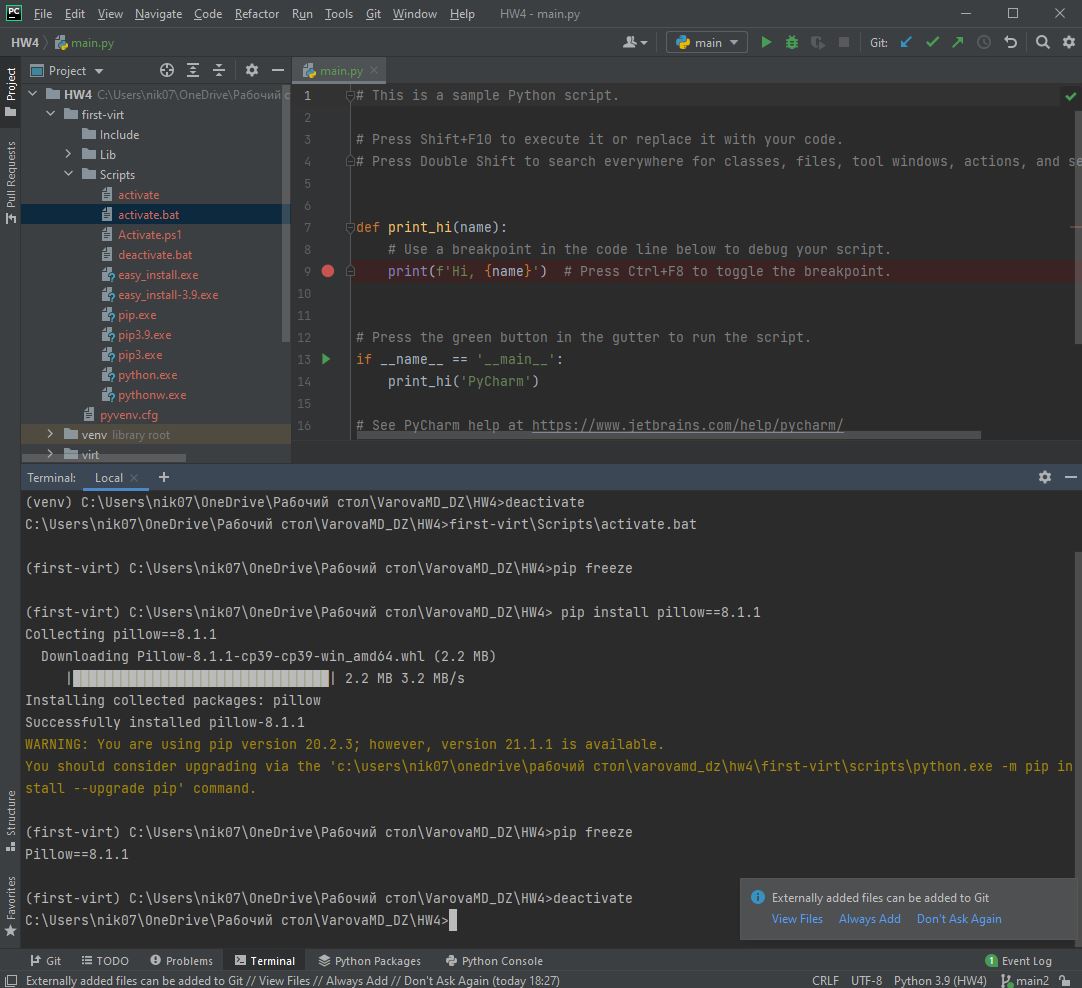 PC File Edit View Navigate Code Refactor Run Tools Git Window Help HW4 - main.py
HW4 main.py main Git:
Project
main.py
Project
Pull Requests
Structure
Favorites
HW4 C:\Users\nik07\OneDrive\Рабочий с
first-virt
Include
Lib
Scripts
activate
activate.bat
Activate.ps1
deactivate.bat
easy_install.exe
easy_install-3.9.exe
pip.exe
pip3.9.exe
pip3.exe
python.exe
pythonw.exe
pyvenv.cfg
venv library root
virt
1 # This is a sample Python script.
2
3 # Press Shift+F10 to execute it or replace it with your code.
4 # Press Double Shift to search everywhere for classes, files, tool windows, actions, and se
5
6
7 def print_hi(name):
8 # Use a breakpoint in the code line below to debug your script.
9 print(f'Hi, {name}') # Press Ctrl+F8 to toggle the breakpoint.
10
11
12 # Press the green button in the gutter to run the script.
13 if __name__ == '__main__':
14 print_hi('PyCharm')
15
16 # See PyCharm help at https://www.jetbrains.com/help/pycharm/
Terminal: Local
(venv) C:\Users\nik07\OneDrive\Рабочий стол\VarovaMD_DZ\HW4>deactivate
C:\Users\nik07\OneDrive\Рабочий стол\VarovaMD_DZ\HW4>first-virt\Scripts\activate.bat
(first-virt) C:\Users\nik07\OneDrive\Рабочий стол\VarovaMD_DZ\HW4>pip freeze
(first-virt) C:\Users\nik07\OneDrive\Рабочий стол\VarovaMD_DZ\HW4> pip install pillow==8.1.1
Collecting pillow==8.1.1
Downloading Pillow-8.1.1-cp39-cp39-win_amd64.whl (2.2 MB)
| | 2.2 MB 3.2 MB/s
Installing collected packages: pillow
Successfully installed pillow-8.1.1
WARNING: You are using pip version 20.2.3; however, version 21.1.1 is available.
You should consider upgrading via the 'c:\users\nik07\onedrive\рабочий стол\varovamd_dz\hw4\first-virt\scripts\python.exe -m pip in
stall --upgrade pip' command.
(first-virt) C:\Users\nik07\OneDrive\Рабочий стол\VarovaMD_DZ\HW4>pip freeze
Pillow==8.1.1
(first-virt) C:\Users\nik07\OneDrive\Рабочий стол\VarovaMD_DZ\HW4>deactivate
C:\Users\nik07\OneDrive\Рабочий стол\VarovaMD_DZ\HW4>
Externally added files can be added to Git
View Files Always Add Don't Ask Again
Git TODO Problems Terminal Python Packages Python Console 1 Event Log
Externally added files can be added to Git // View Files // Always Add // Don't Ask Again (today 18:27) CRLF UTF-8 Python 3.9 (HW4) main2